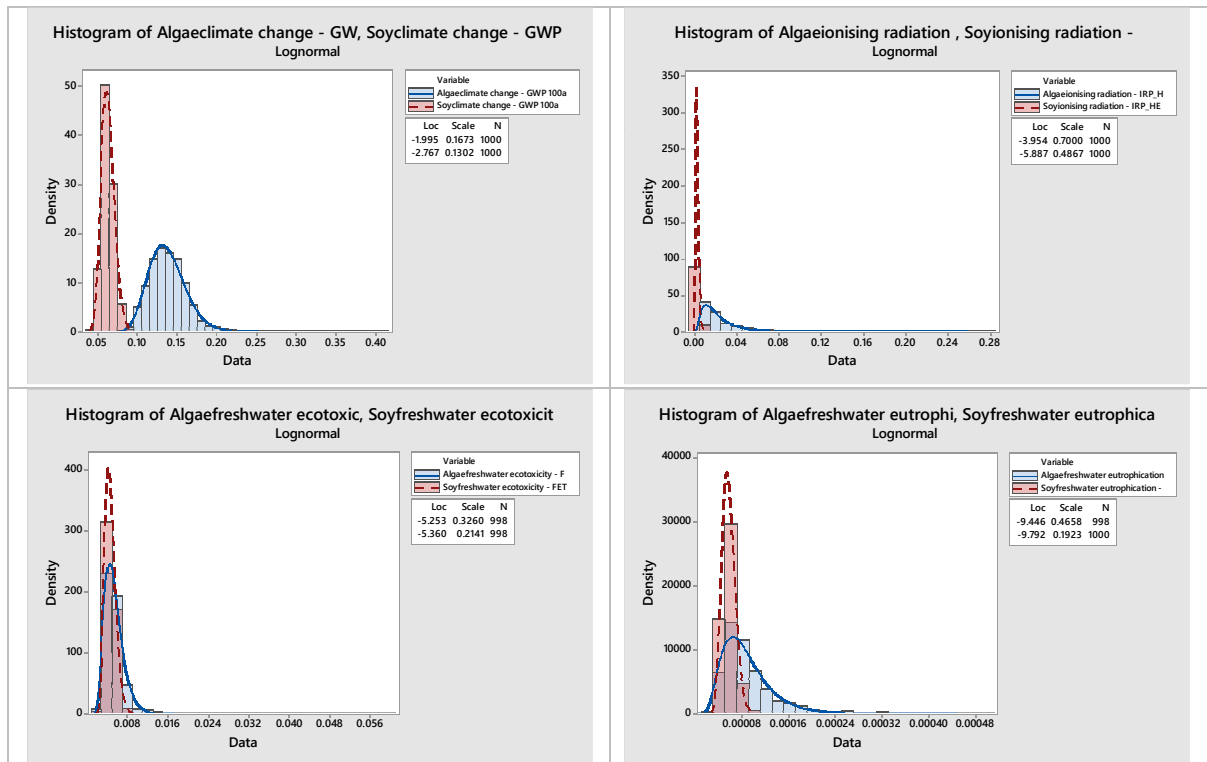 Histogram of Algaeclimate change - GW, Soyclimate change - GWP
Lognormal
Variable
Algaeclimate change - GWP 100a
Soyclimate change - GWP 100a
Loc Scale N
-1.995 0.1673 1000
-2.767 0.1302 1000
50
40
30
20
10
0
Density
0.05 0.10 0.15 0.20 0.25 0.30 0.35 0.40
Data
Histogram of Algaeionising radiation , Soyionising radiation -
Lognormal
Variable
Algaeionising radiation - IRP_H
Soyionising radiation - IRP_HE
Loc Scale N
-3.954 0.7000 1000
-5.887 0.4867 1000
350
300
250
200
150
100
50
0
Density
0.00 0.04 0.08 0.12 0.16 0.20 0.24 0.28
Data
Histogram of Algaefreshwater ecotoxic, Soyfreshwater ecotoxicit
Lognormal
Variable
Algaefreshwater ecotoxicity - F
Soyfreshwater ecotoxicity - FET
Loc Scale N
-5.253 0.3260 998
-5.360 0.2141 998
400
300
200
100
0
Density
0.008 0.016 0.024 0.032 0.040 0.048 0.056
Data
Histogram of Algaefreshwater eutrophi, Soyfreshwater eutrophica
Lognormal
Variable
Algaefreshwater eutrophication
Soyfreshwater eutrophication -
Loc Scale N
-9.446 0.4658 998
-9.792 0.1923 1000
40000
30000
20000
10000
0
Density
0.00008 0.00016 0.00024 0.00032 0.00040 0.00048
Data